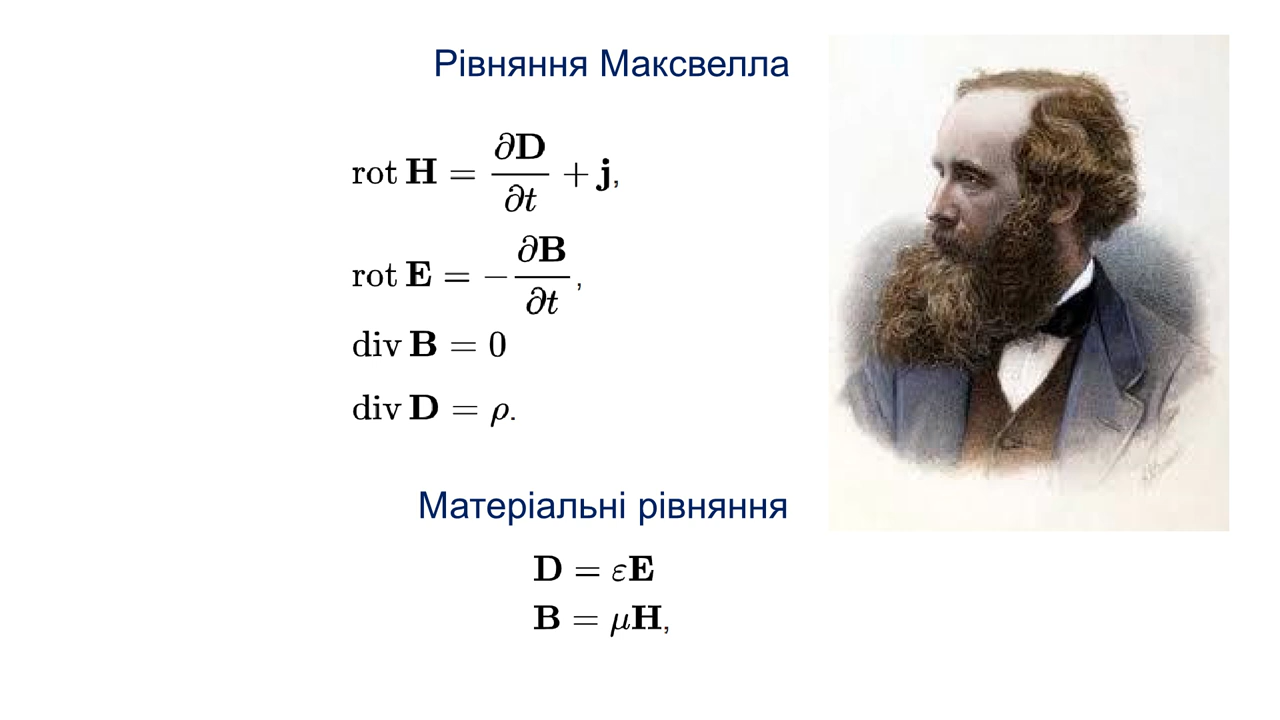 Рівняння Максвелла
rot H = ∂D/∂t + j,
rot E = −∂B/∂t,
div B = 0
div D = ρ.
Матеріальні рівняння
D = εE
B = μH,